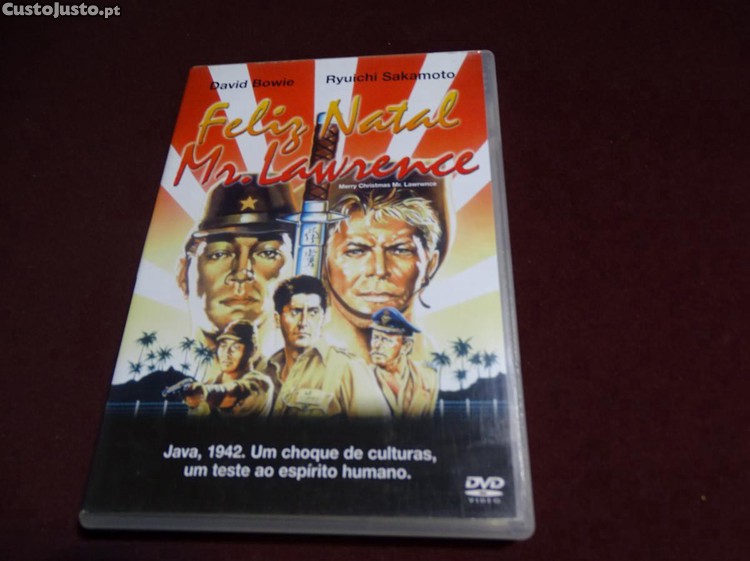 CustoJusto.pt
David Bowie Ryuichi Sakamoto
Feliz Natal
Mr. Lawrence
Merry Christmas Mr. Lawrence
Java, 1942. Um choque de culturas,
um teste ao espírito humano.
DVD
VIDEO